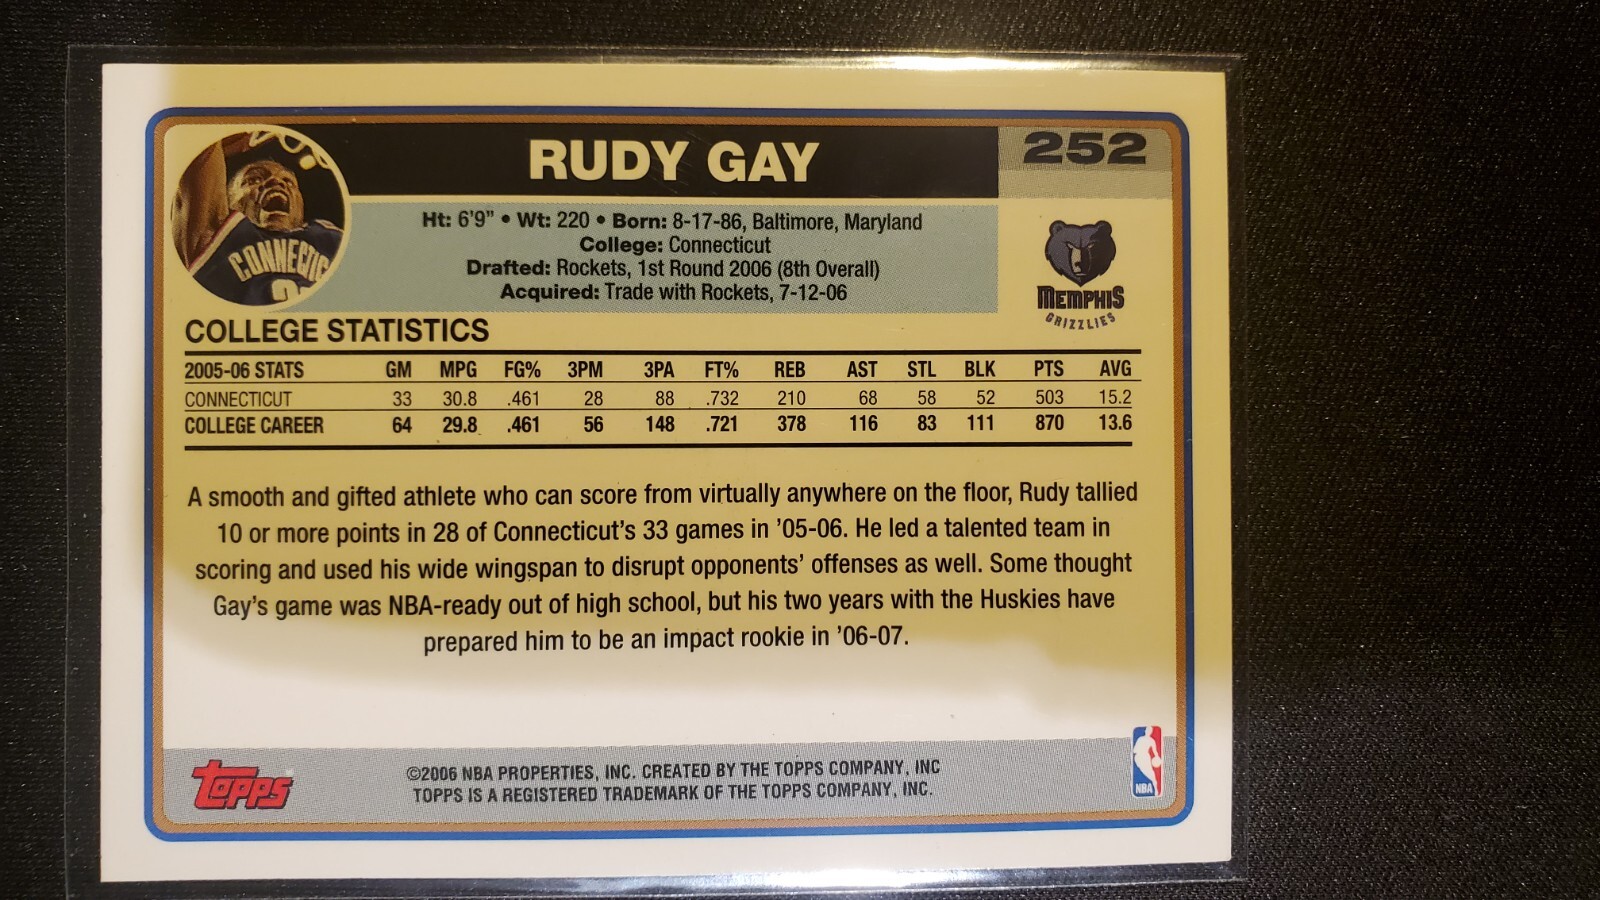 RUDY GAY
252
Ht: 6'9" • Wt: 220 • Born: 8-17-86, Baltimore, Maryland
College: Connecticut
Drafted: Rockets, 1st Round 2006 (8th Overall)
Acquired: Trade with Rockets, 7-12-06
CONNECTIC
MEMPHIS
GRIZZLIES
COLLEGE STATISTICS
2005-06 STATS GM MPG FG% 3PM 3PA FT% REB AST STL BLK PTS AVG
CONNECTICUT 33 30.8 .461 28 88 .732 210 68 58 52 503 15.2
COLLEGE CAREER 64 29.8 .461 56 148 .721 378 116 83 111 870 13.6
A smooth and gifted athlete who can score from virtually anywhere on the floor, Rudy tallied
10 or more points in 28 of Connecticut's 33 games in '05-06. He led a talented team in
scoring and used his wide wingspan to disrupt opponents' offenses as well. Some thought
Gay's game was NBA-ready out of high school, but his two years with the Huskies have
prepared him to be an impact rookie in '06-07.
Topps
©2006 NBA PROPERTIES, INC. CREATED BY THE TOPPS COMPANY, INC
TOPPS IS A REGISTERED TRADEMARK OF THE TOPPS COMPANY, INC.
NBA